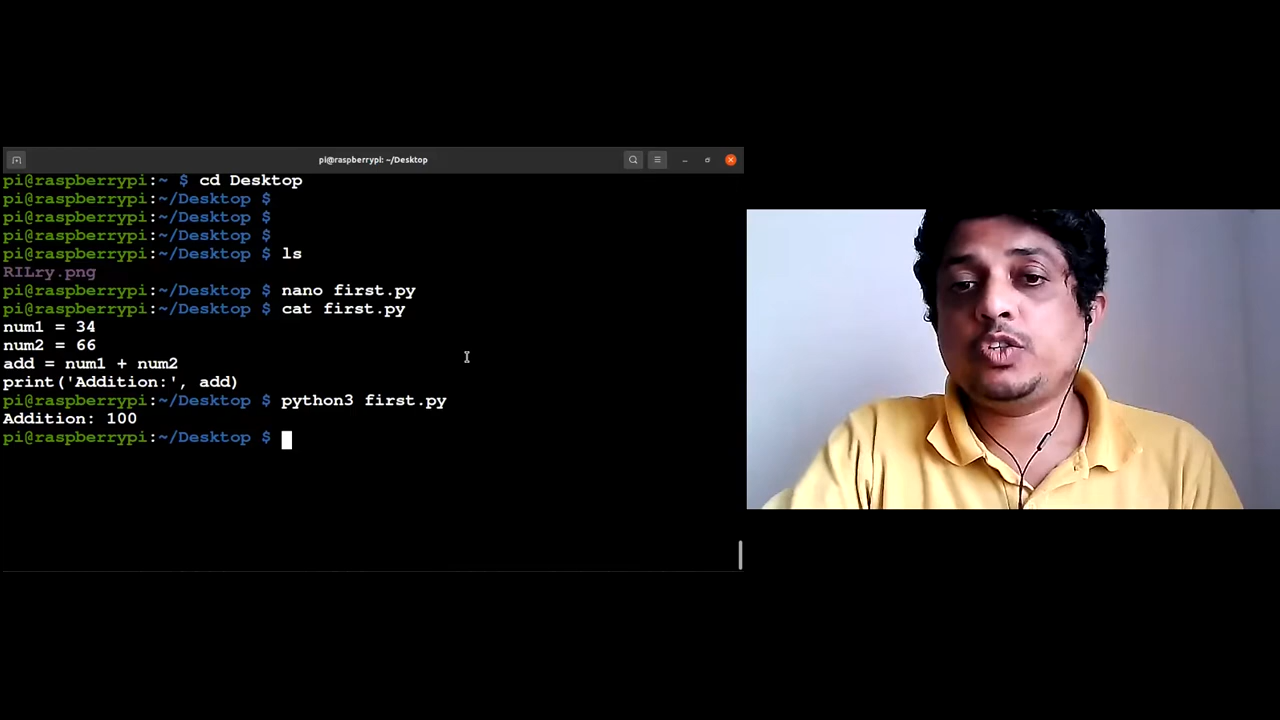 pi@raspberrypi: ~/Desktop
pi@raspberrypi:~ $ cd Desktop
pi@raspberrypi:~/Desktop $
pi@raspberrypi:~/Desktop $
pi@raspberrypi:~/Desktop $
pi@raspberrypi:~/Desktop $ ls
RILry.png
pi@raspberrypi:~/Desktop $ nano first.py
pi@raspberrypi:~/Desktop $ cat first.py
num1 = 34
num2 = 66
add = num1 + num2
print('Addition:', add)
pi@raspberrypi:~/Desktop $ python3 first.py
Addition: 100
pi@raspberrypi:~/Desktop $